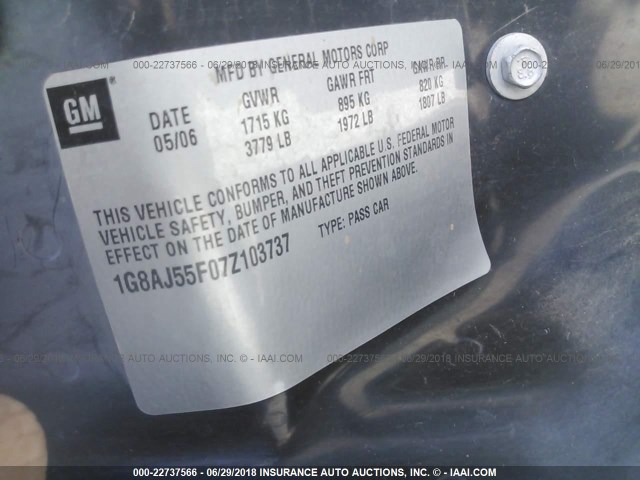 MFD BY GENERAL MOTORS CORP
GM
DATE GVWR GAWR FRT GAWR RR
05/06 1715 KG 895 KG 820 KG
3779 LB 1972 LB 1807 LB
THIS VEHICLE CONFORMS TO ALL APPLICABLE U.S. FEDERAL MOTOR
VEHICLE SAFETY, BUMPER, AND THEFT PREVENTION STANDARDS IN
EFFECT ON THE DATE OF MANUFACTURE SHOWN ABOVE.
1G8AJ55F07Z103737 TYPE: PASS CAR
000-22737566 06/29/2018 INSURANCE AUTO AUCTIONS, INC. © - IAAI.COM